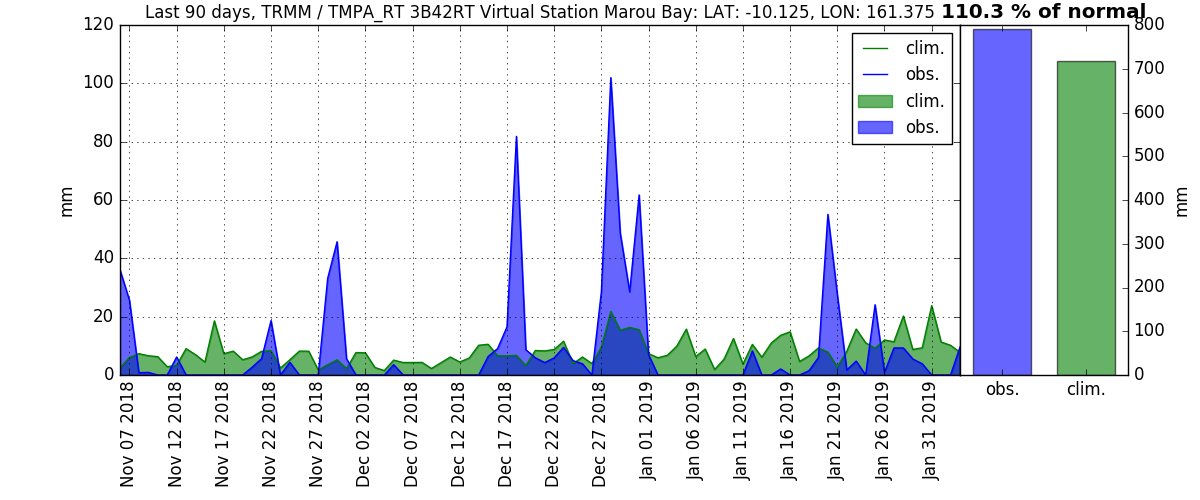 Last 90 days, TRMM / TMPA_RT 3B42RT Virtual Station Marou Bay: LAT: -10.125, LON: 161.375 110.3 % of normal
120
100
80
60
40
20
0
mm
clim.
obs.
clim.
obs.
800
700
600
500
400
300
200
100
0
mm
Nov 07 2018
Nov 12 2018
Nov 17 2018
Nov 22 2018
Nov 27 2018
Dec 02 2018
Dec 07 2018
Dec 12 2018
Dec 17 2018
Dec 22 2018
Dec 27 2018
Jan 01 2019
Jan 06 2019
Jan 11 2019
Jan 16 2019
Jan 21 2019
Jan 26 2019
Jan 31 2019
obs.
clim.